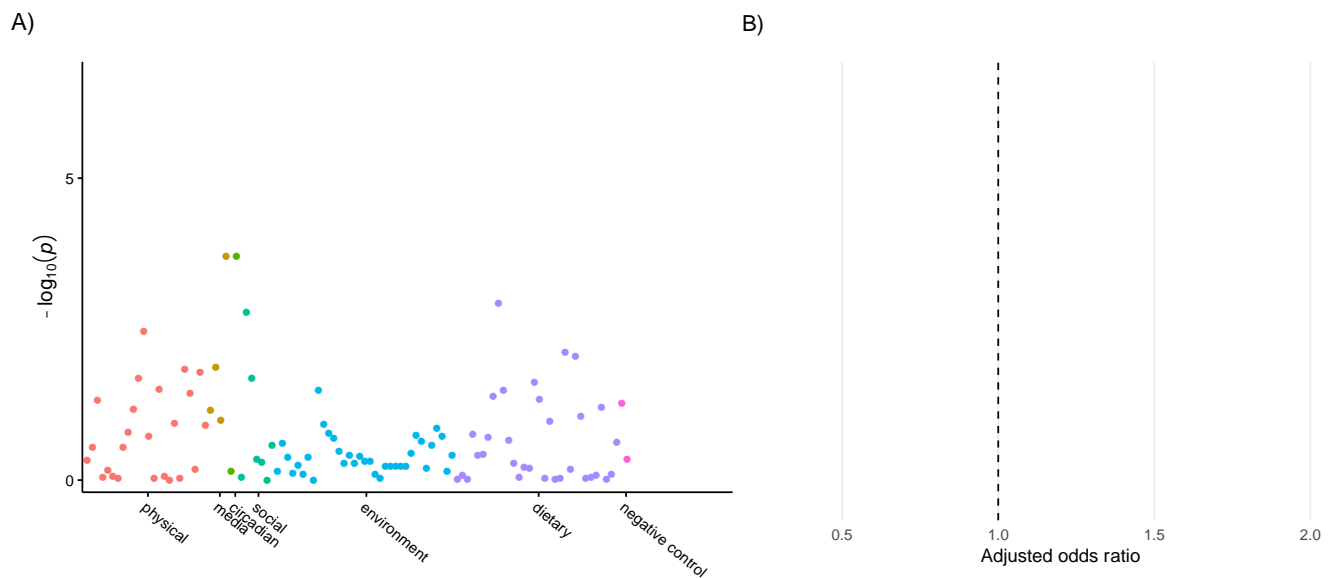 A)
B)
5
0
− log₁₀(p)
physical
media
circadian
social
environment
dietary
negative control
0.5
1.0
1.5
2.0
Adjusted odds ratio